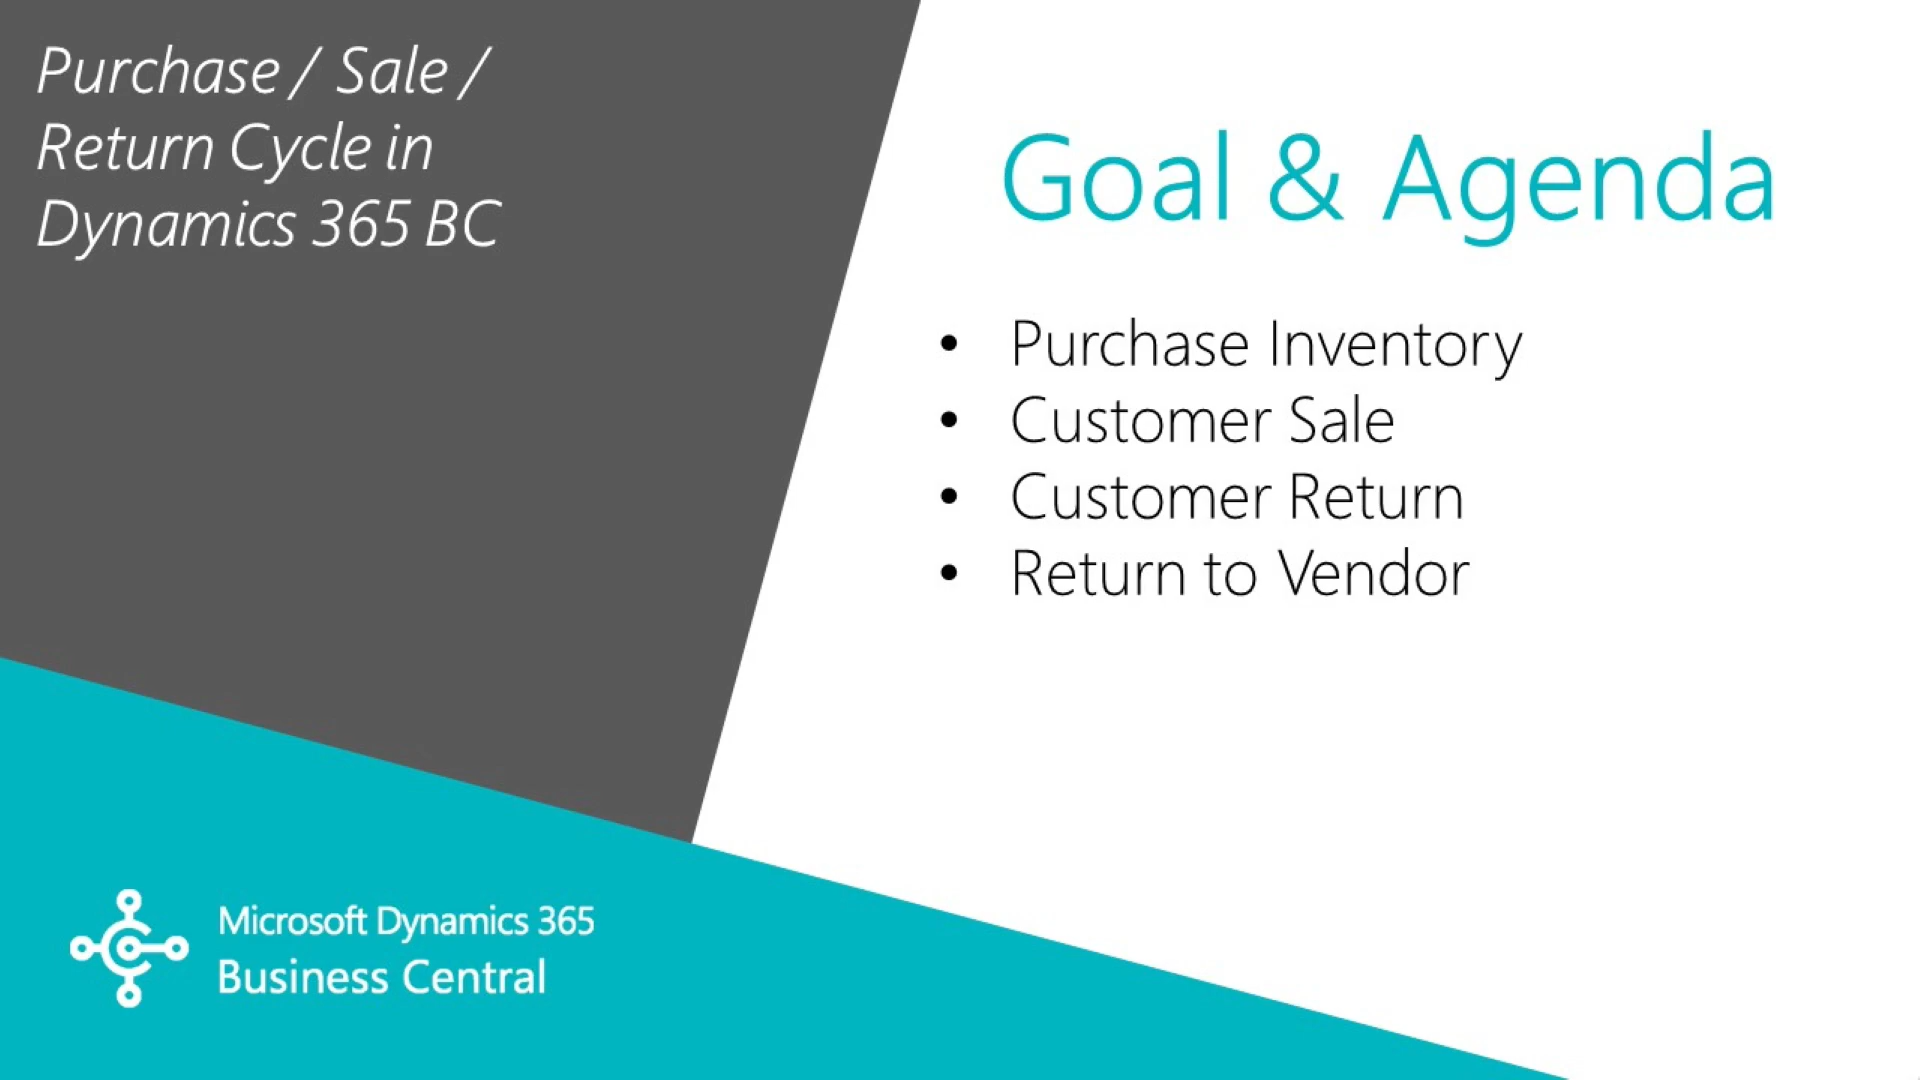 Purchase / Sale /
Return Cycle in
Dynamics 365 BC
Goal & Agenda
• Purchase Inventory
• Customer Sale
• Customer Return
• Return to Vendor
Microsoft Dynamics 365
Business Central